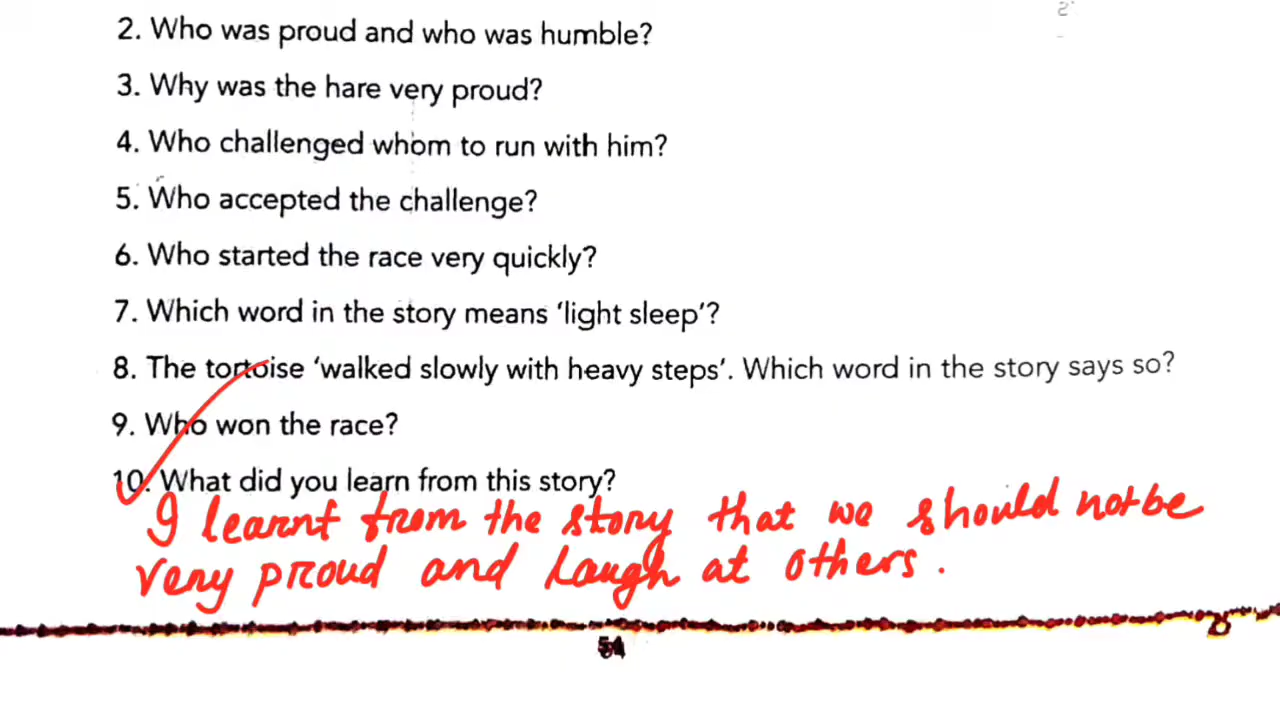 2. Who was proud and who was humble?
3. Why was the hare very proud?
4. Who challenged whom to run with him?
5. Who accepted the challenge?
6. Who started the race very quickly?
7. Which word in the story means ‘light sleep’?
8. The tortoise ‘walked slowly with heavy steps’. Which word in the story says so?
9. Who won the race?
10. What did you learn from this story?
I learnt from the story that we should not be
very proud and laugh at others.
54